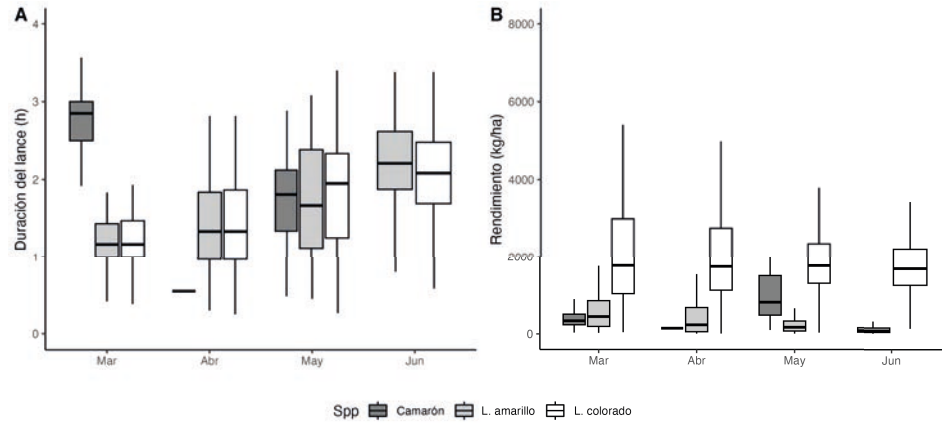 A
Duración del lance (h)
4
3
2
1
0
Mar
Abr
May
Jun
B
Rendimiento (kg/ha)
8000
6000
4000
2000
0
Mar
Abr
May
Jun
Spp
Camarón
L. amarillo
L. colorado